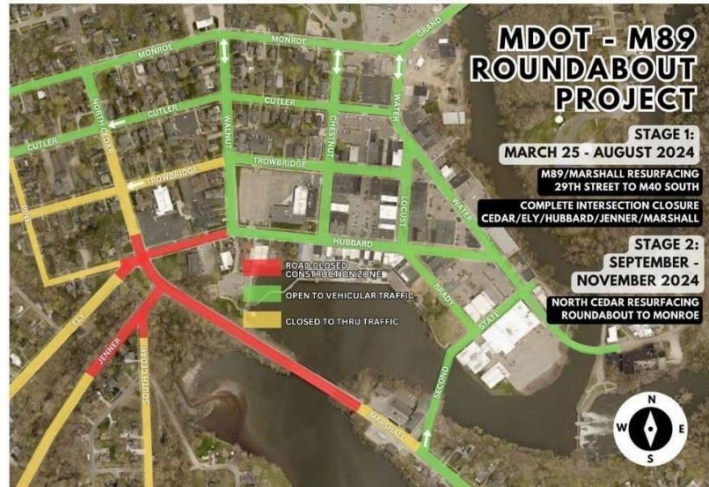 MDOT - M89
ROUNDABOUT
PROJECT
STAGE 1:
MARCH 25 - AUGUST 2024
M89/MARSHALL RESURFACING
29TH STREET TO M40 SOUTH
COMPLETE INTERSECTION CLOSURE
CEDAR/ELY/HUBBARD/JENNER/MARSHALL
STAGE 2:
SEPTEMBER -
NOVEMBER 2024
NORTH CEDAR RESURFACING
ROUNDABOUT TO MONROE
GRAND
MONROE
MONROE
NORTH CEDAR
CUTLER
CUTLER
CUTLER
WALNUT
CHESTNUT
WATER
TROWBRIDGE
TROWBRIDGE
PINE
LOCUST
WATER
HUBBARD
ROAD CLOSED
CONSTRUCTION ZONE
OPEN TO VEHICULAR TRAFFIC
CLOSED TO THRU TRAFFIC
BRADY
STATE
ELY
JENNER
SOUTH CEDAR
SECOND
MARSHALL
N
W
E
S